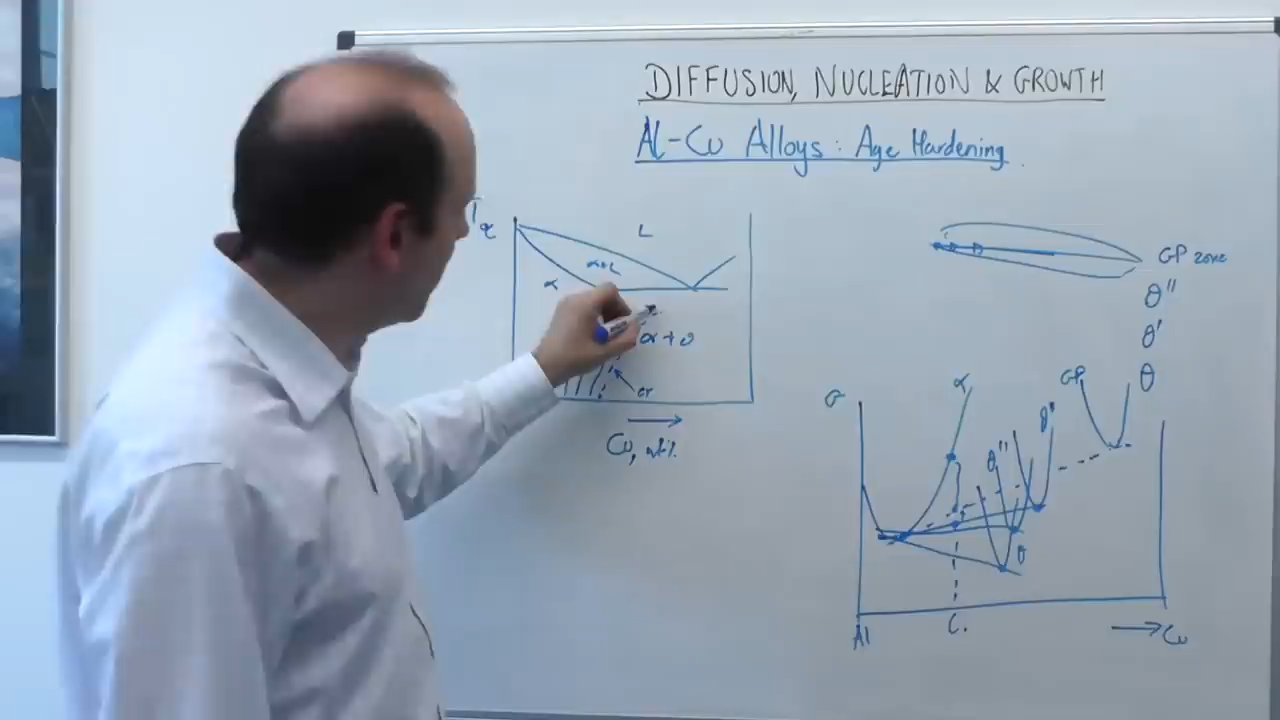 DIFFUSION, NUCLEATION & GROWTH
Al-Cu Alloys: Age Hardening
T
L
α+L
α
α+θ
Cu, wt%
GP zone
θ''
θ'
θ
G
α
GP
θ'
θ''
θ
Al
C.
Cu